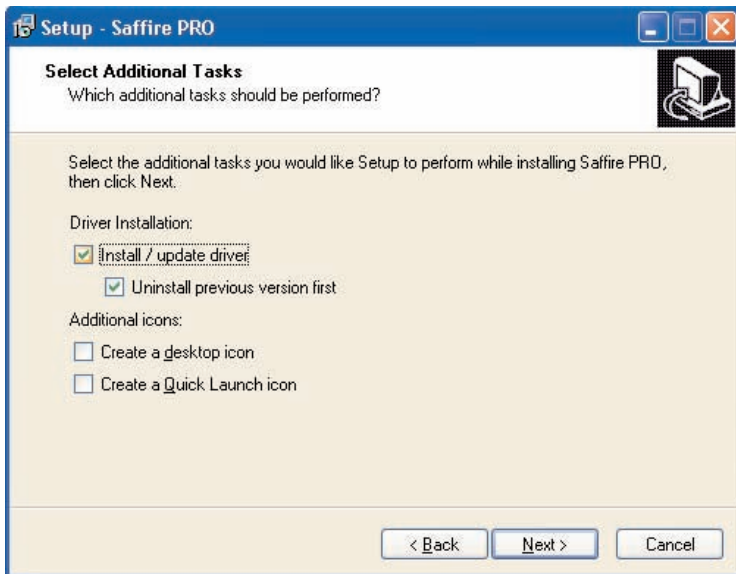 Setup - Saffire PRO
Select Additional Tasks
Which additional tasks should be performed?
Select the additional tasks you would like Setup to perform while installing Saffire PRO,
then click Next.
Driver Installation:
Install / update driver
Uninstall previous version first
Additional icons:
Create a desktop icon
Create a Quick Launch icon
< Back Next > Cancel